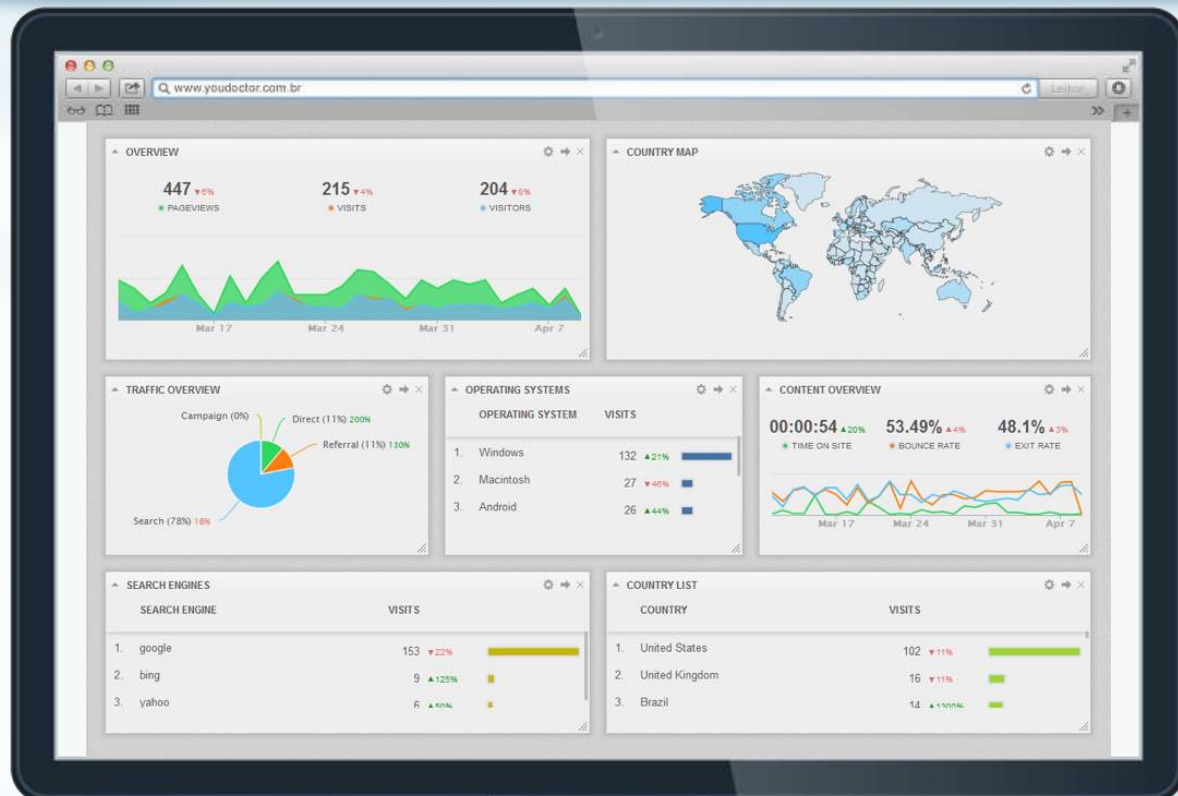 www.youdoctor.com.br
Leitor
OVERVIEW
447 ▼6%
PAGEVIEWS
215 ▼4%
VISITS
204 ▼6%
VISITORS
Mar 17 Mar 24 Mar 31 Apr 7
COUNTRY MAP
TRAFFIC OVERVIEW
Campaign (0%)
Direct (11%) 200%
Referral (11%) 130%
Search (78%) 18%
OPERATING SYSTEMS
OPERATING SYSTEM VISITS
1. Windows 132 ▲21%
2. Macintosh 27 ▼46%
3. Android 26 ▲44%
CONTENT OVERVIEW
00:00:54 ▲20%
TIME ON SITE
53.49% ▲4%
BOUNCE RATE
48.1% ▲3%
EXIT RATE
Mar 17 Mar 24 Mar 31 Apr 7
SEARCH ENGINES
SEARCH ENGINE VISITS
1. google 153 ▼22%
2. bing 9 ▲125%
3. yahoo 6 ▲50%
COUNTRY LIST
COUNTRY VISITS
1. United States 102 ▼11%
2. United Kingdom 16 ▼11%
3. Brazil 14 ▲1300%